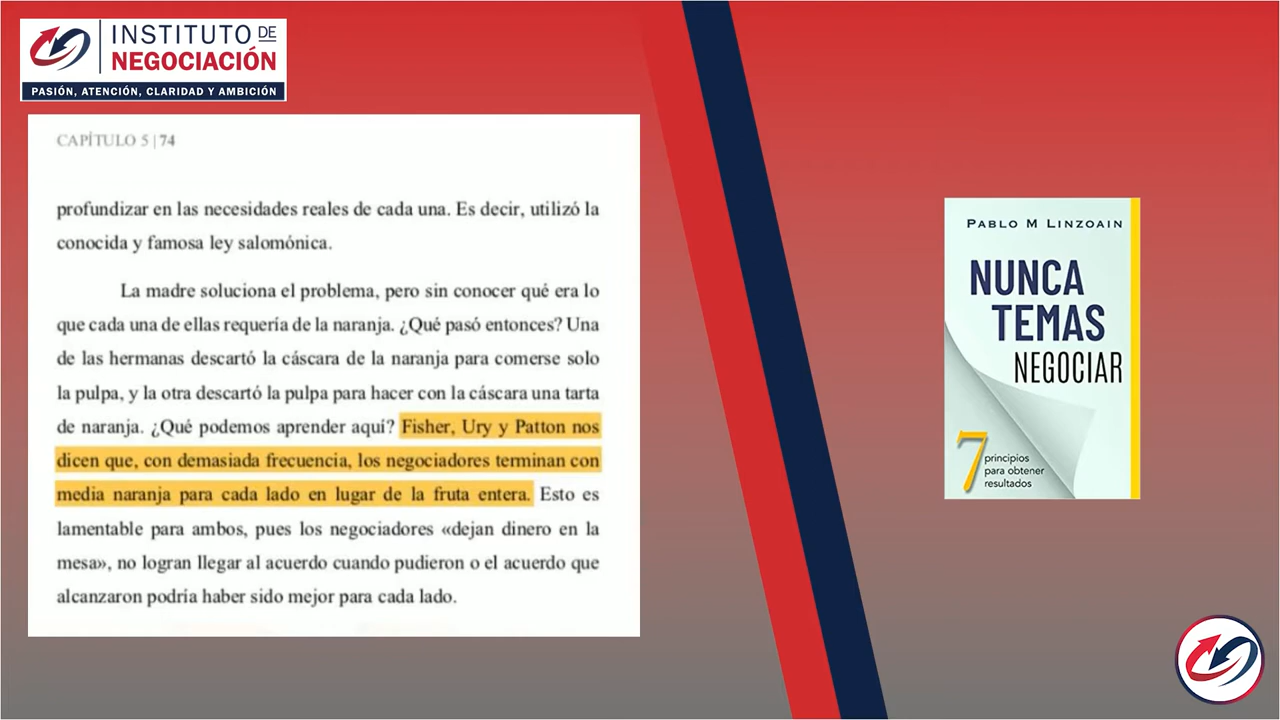 INSTITUTO DE
NEGOCIACIÓN
PASIÓN, ATENCIÓN, CLARIDAD Y AMBICIÓN
CAPÍTULO 5 | 74
profundizar en las necesidades reales de cada una. Es decir, utilizó la
conocida y famosa ley salomónica.
La madre soluciona el problema, pero sin conocer qué era lo
que cada una de ellas requería de la naranja. ¿Qué pasó entonces? Una
de las hermanas descartó la cáscara de la naranja para comerse solo
la pulpa, y la otra descartó la pulpa para hacer con la cáscara una tarta
de naranja. ¿Qué podemos aprender aquí? Fisher, Ury y Patton nos
dicen que, con demasiada frecuencia, los negociadores terminan con
media naranja para cada lado en lugar de la fruta entera. Esto es
lamentable para ambos, pues los negociadores «dejan dinero en la
mesa», no logran llegar al acuerdo cuando pudieron o el acuerdo que
alcanzaron podría haber sido mejor para cada lado.
PABLO M LINZOAIN
NUNCA
TEMAS
NEGOCIAR
7 principios
para obtener
resultados